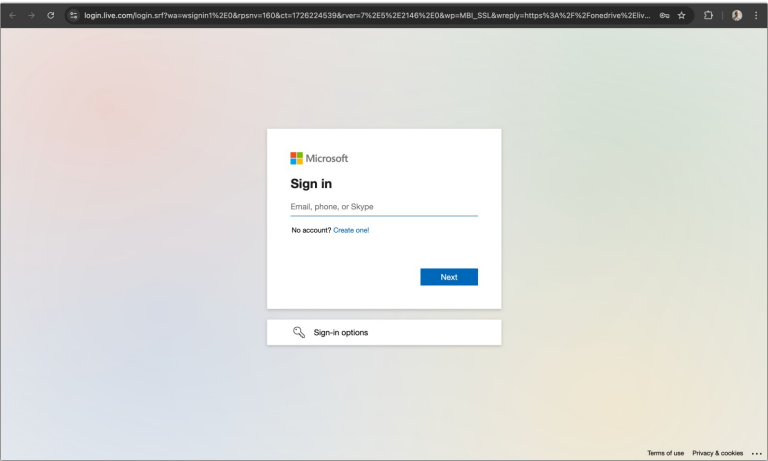 login.live.com/login.srf?wa=wsignin1%2E0&rpsnv=160&ct=1726224539&rver=7%2E5%2E2146%2E0&wp=MBI_SSL&wreply=https%3A%2F%2Fonedrive%2Eliv...
Microsoft
Sign in
Email, phone, or Skype
No account? Create one!
Next
Sign-in options
Terms of use Privacy & cookies ...